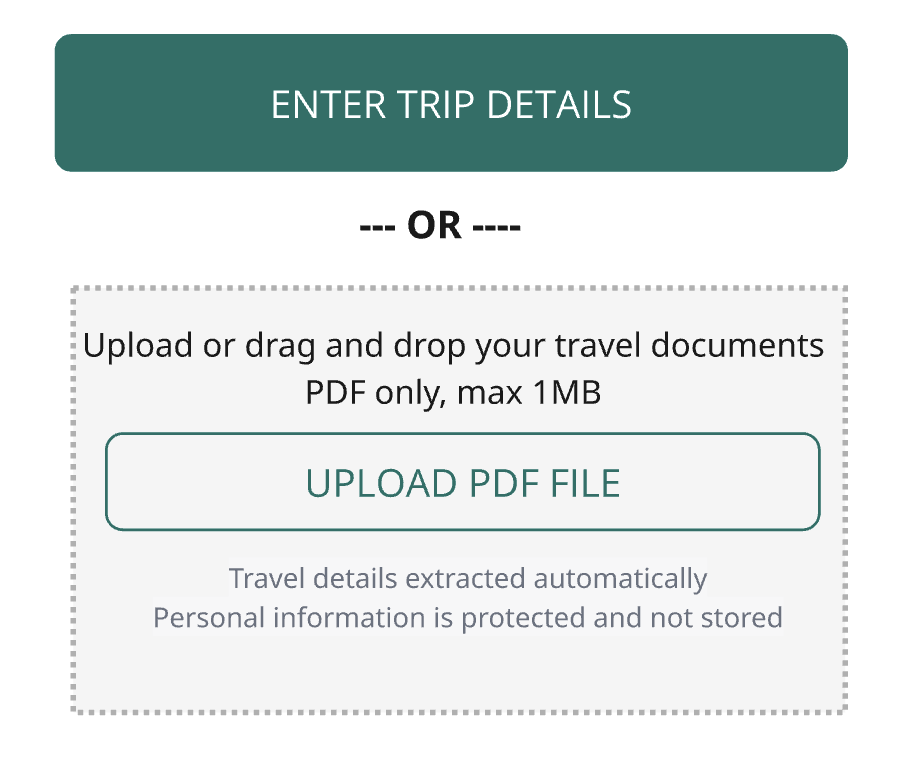 ENTER TRIP DETAILS
--- OR ----
Upload or drag and drop your travel documents
PDF only, max 1MB
UPLOAD PDF FILE
Travel details extracted automatically
Personal information is protected and not stored